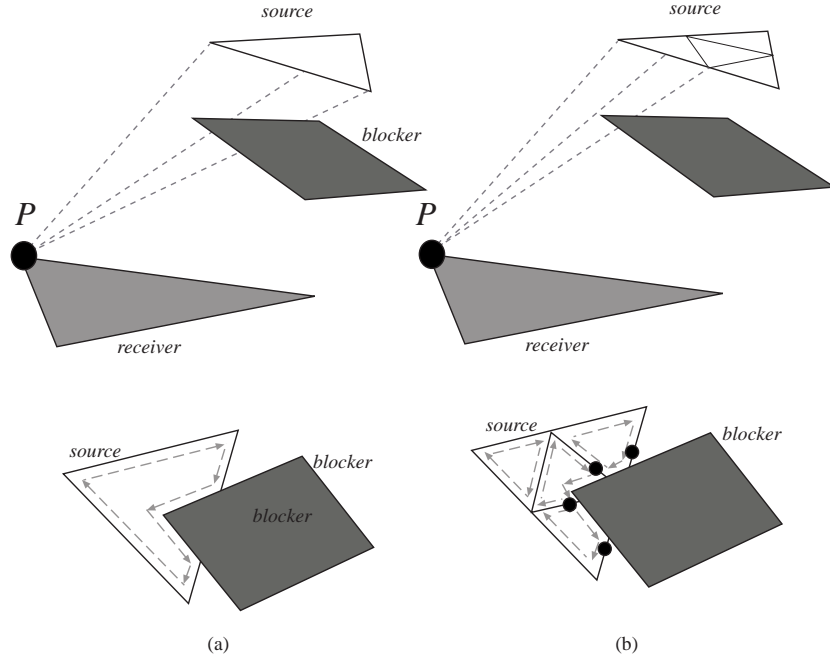 source
source
blocker
P
P
receiver
receiver
source
blocker
blocker
source
blocker
(a)
(b)